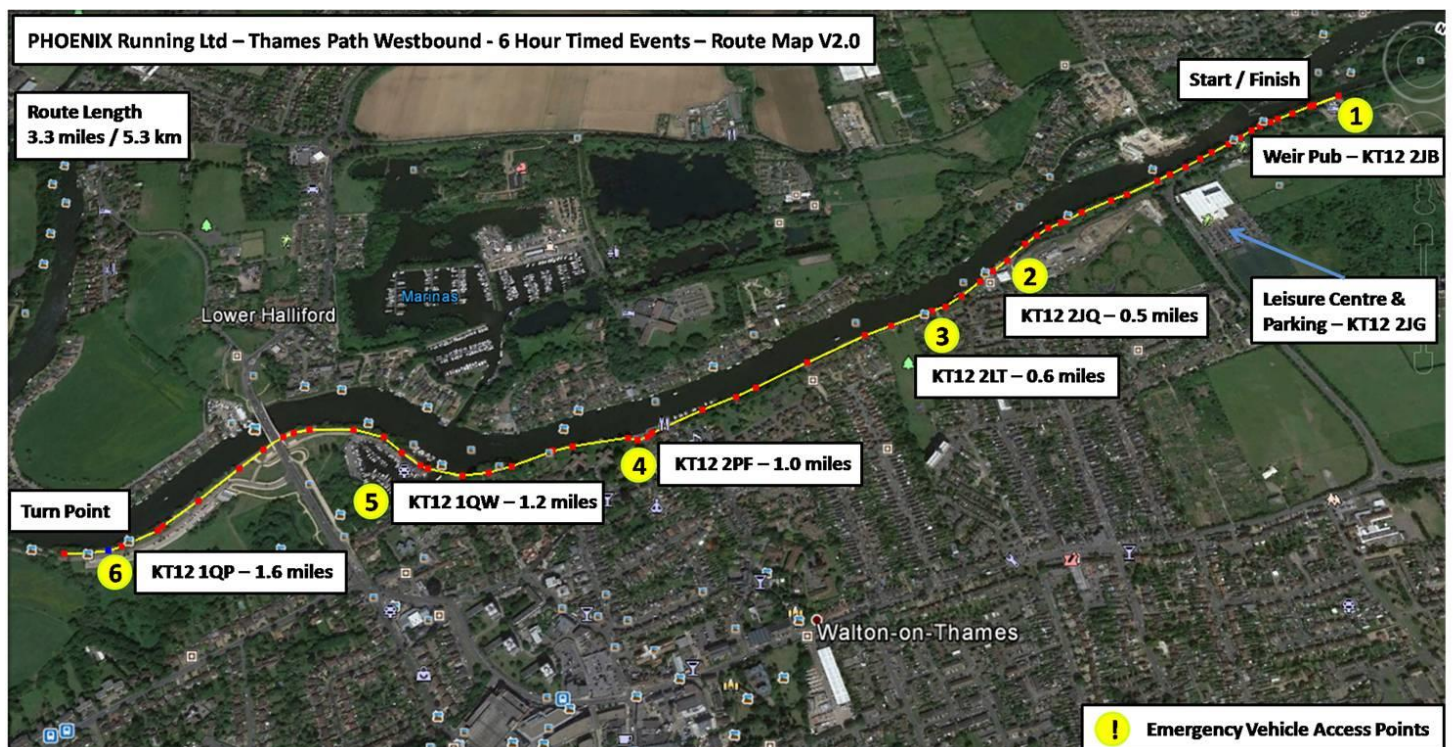 PHOENIX Running Ltd – Thames Path Westbound - 6 Hour Timed Events – Route Map V2.0
Route Length
3.3 miles / 5.3 km
Start / Finish
1
Weir Pub – KT12 2JB
2
KT12 2JQ – 0.5 miles
Leisure Centre &
Parking – KT12 2JG
3
KT12 2LT – 0.6 miles
Marinas
Lower Halliford
4
KT12 2PF – 1.0 miles
5
KT12 1QW – 1.2 miles
Turn Point
6
KT12 1QP – 1.6 miles
Walton-on-Thames
! Emergency Vehicle Access Points